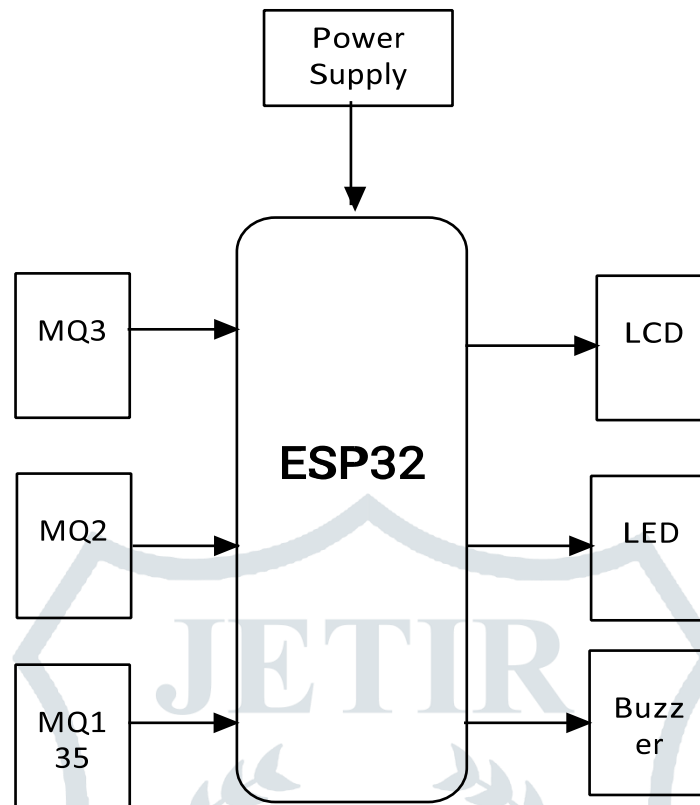 Power
Supply
MQ3
LCD
ESP32
MQ2
LED
JETIR
MQ1
35
Buzz
er